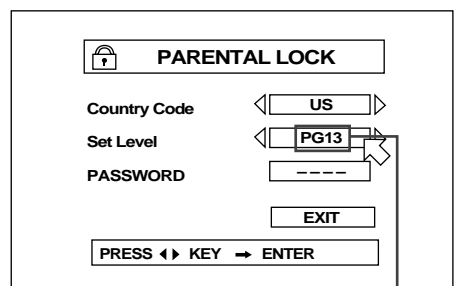 PARENTAL LOCK
Country Code US
Set Level PG13
PASSWORD – – – –
EXIT
PRESS ◀ ▶ KEY ➡ ENTER